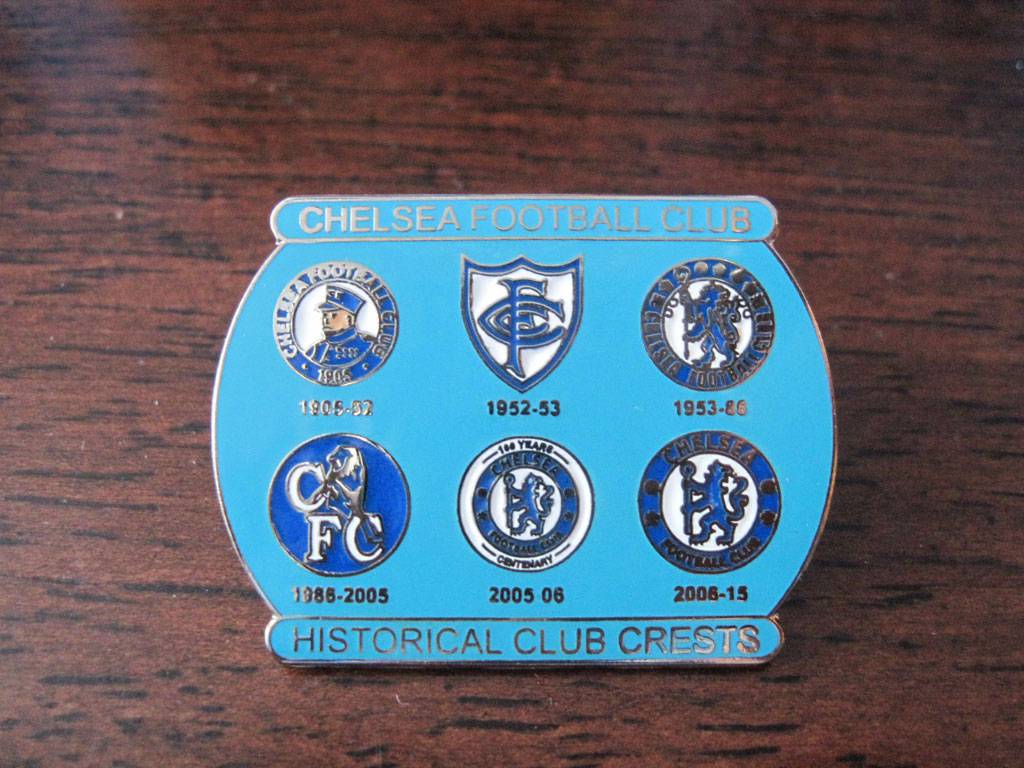 CHELSEA FOOTBALL CLUB
CHELSEA FOOTBALL CLUB
1905
CFC
CHELSEA FOOTBALL
1905-52
1952-53
1953-86
CFC
100 YEARS
CHELSEA
FOOTBALL CLUB
CENTENARY
CHELSEA
FOOTBALL CLUB
1986-2005
2005 06
2006-15
HISTORICAL CLUB CRESTS